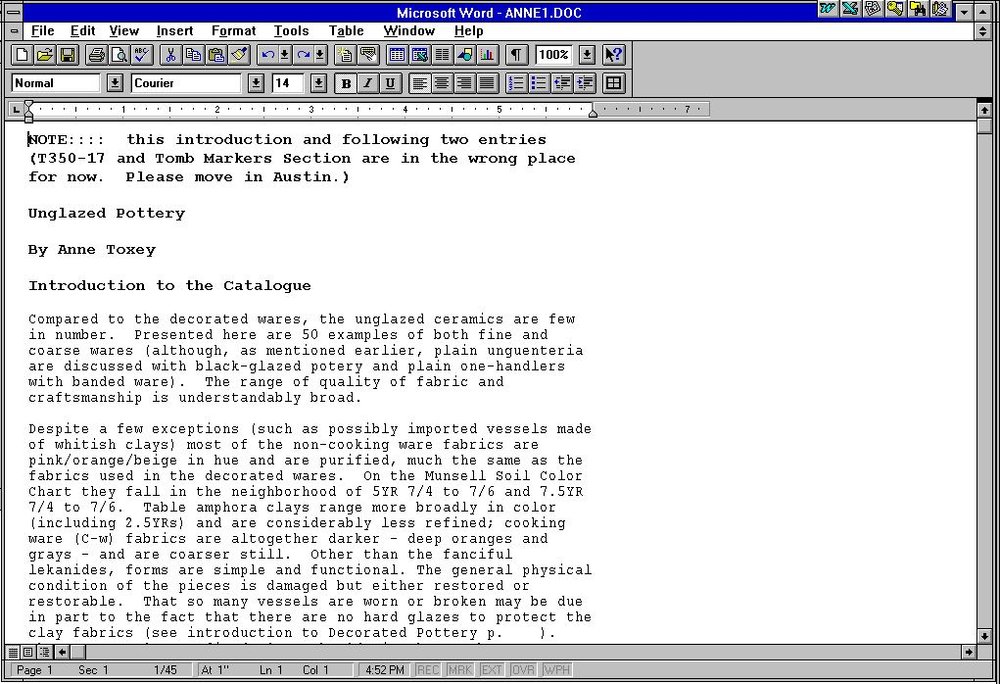 Microsoft Word - ANNE1.DOC
File Edit View Insert Format Tools Table Window Help
ABC 100% ?
Normal Courier 14 B I U
L 1 2 3 4 5 7
NOTE:::: this introduction and following two entries
(T350-17 and Tomb Markers Section are in the wrong place
for now. Please move in Austin.)
Unglazed Pottery
By Anne Toxey
Introduction to the Catalogue
Compared to the decorated wares, the unglazed ceramics are few
in number. Presented here are 50 examples of both fine and
coarse wares (although, as mentioned earlier, plain unguenteria
are discussed with black-glazed potery and plain one-handlers
with banded ware). The range of quality of fabric and
craftsmanship is understandably broad.
Despite a few exceptions (such as possibly imported vessels made
of whitish clays) most of the non-cooking ware fabrics are
pink/orange/beige in hue and are purified, much the same as the
fabrics used in the decorated wares. On the Munsell Soil Color
Chart they fall in the neighborhood of 5YR 7/4 to 7/6 and 7.5YR
7/4 to 7/6. Table amphora clays range more broadly in color
(including 2.5YRs) and are considerably less refined; cooking
ware (C-w) fabrics are altogether darker - deep oranges and
grays - and are coarser still. Other than the fanciful
lekanides, forms are simple and functional. The general physical
condition of the pieces is damaged but either restored or
restorable. That so many vessels are worn or broken may be due
in part to the fact that there are no hard glazes to protect the
clay fabrics (see introduction to Decorated Pottery p. ).
Page 1 Sec 1 1/45 At 1" Ln 1 Col 1 4:52 PM REC MRK EXT OVR WPH